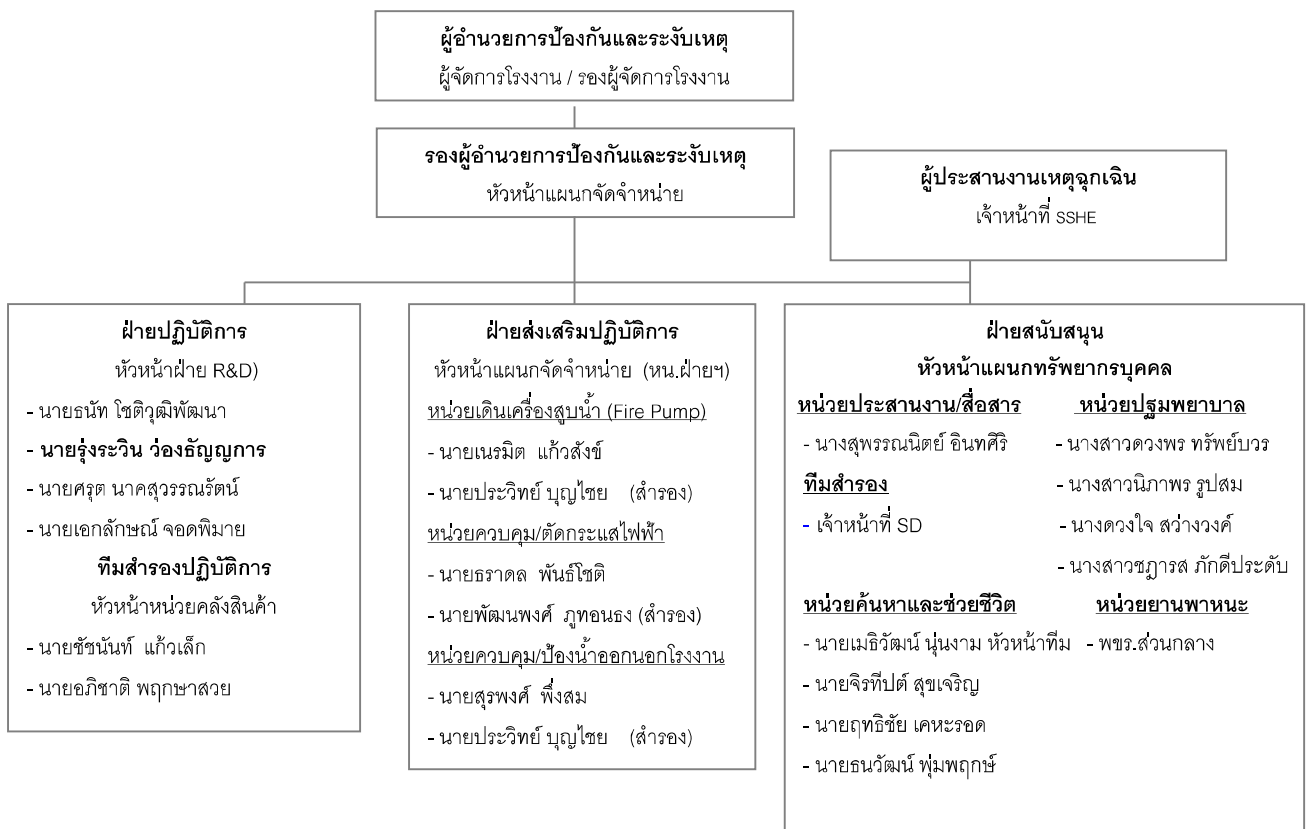 ผู้อำนวยการป้องกันและระงับเหตุ
ผู้จัดการโรงงาน / รองผู้จัดการโรงงาน
รองผู้อำนวยการป้องกันและระงับเหตุ
หัวหน้าแผนกจัดจำหน่าย
ผู้ประสานงานเหตุฉุกเฉิน
เจ้าหน้าที่ SSHE
ฝ่ายปฏิบัติการ
หัวหน้าฝ่าย R&D)
- นายธนัท โชติวุฒิพัฒนา
- นายรุ่งระวิน ว่องธัญญการ
- นายศรุต นาคสุวรรณรัตน์
- นายเอกลักษณ์ จอดพิมาย
ทีมสำรองปฏิบัติการ
หัวหน้าหน่วยคลังสินค้า
- นายชัชนันท์ แก้วเล็ก
- นายอภิชาติ พฤกษาสวย
ฝ่ายส่งเสริมปฏิบัติการ
หัวหน้าแผนกจัดจำหน่าย (หน.ฝ่ายฯ)
หน่วยเดินเครื่องสูบน้ำ (Fire Pump)
- นายเนรมิต แก้วสังข์
- นายประวิทย์ บุญไชย (สำรอง)
หน่วยควบคุม/ตัดกระแสไฟฟ้า
- นายธราดล พันธ์โชติ
- นายพัฒนพงศ์ ภูทอนธง (สำรอง)
หน่วยควบคุม/ป้องน้ำออกนอกโรงงาน
- นายสุรพงศ์ พึ่งสม
- นายประวิทย์ บุญไชย (สำรอง)
ฝ่ายสนับสนุน
หัวหน้าแผนกทรัพยากรบุคคล
หน่วยประสานงาน/สื่อสาร
- นางสุพรรณนิตย์ อินทศิริ
ทีมสำรอง
- เจ้าหน้าที่ SD
หน่วยปฐมพยาบาล
- นางสาวดวงพร ทรัพย์บวร
- นางสาวนิภาพร รูปสม
- นางดวงใจ สว่างวงค์
- นางสาวชฎารส ภักดีประดับ
หน่วยค้นหาและช่วยชีวิต
- นายเมธิวัฒน์ นุ่นงาม หัวหน้าทีม
- นายจิรทีปต์ สุขเจริญ
- นายฤทธิชัย เคหะรอด
- นายธนวัฒน์ พุ่มพฤกษ์
หน่วยยานพาหนะ
- พขร.ส่วนกลาง